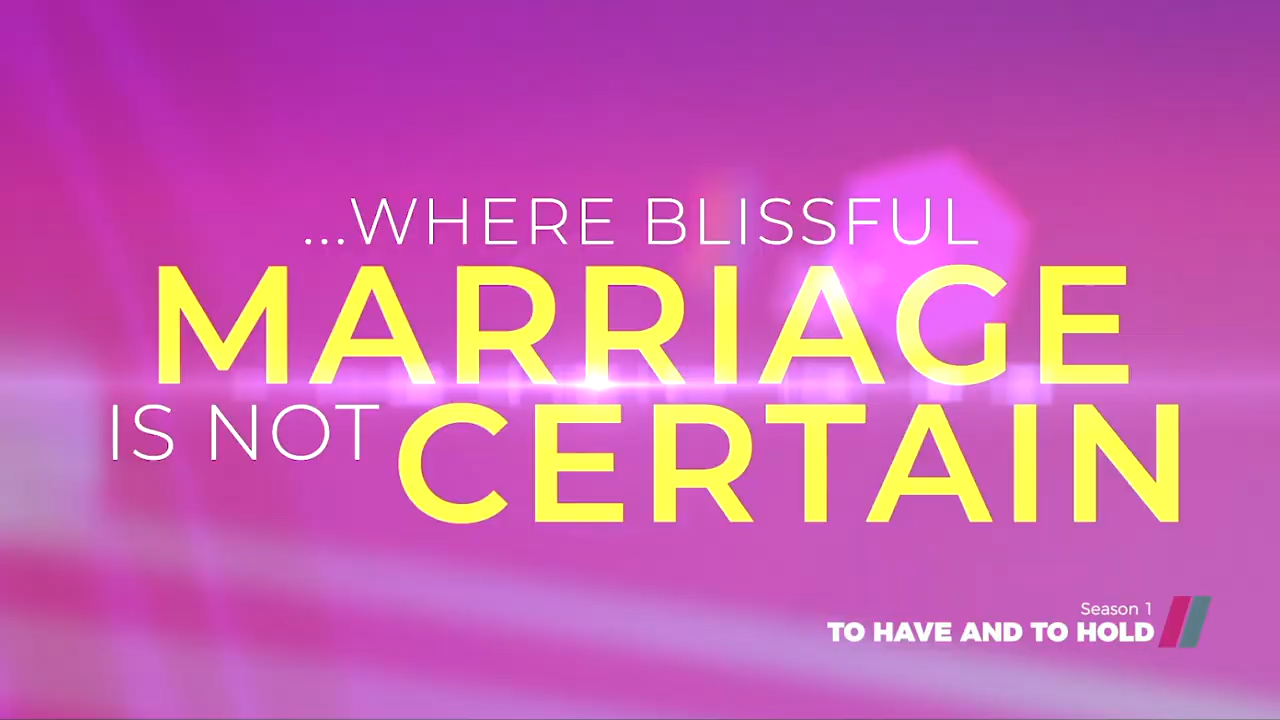 ...WHERE BLISSFUL
MARRIAGE
IS NOT CERTAIN
Season 1
TO HAVE AND TO HOLD